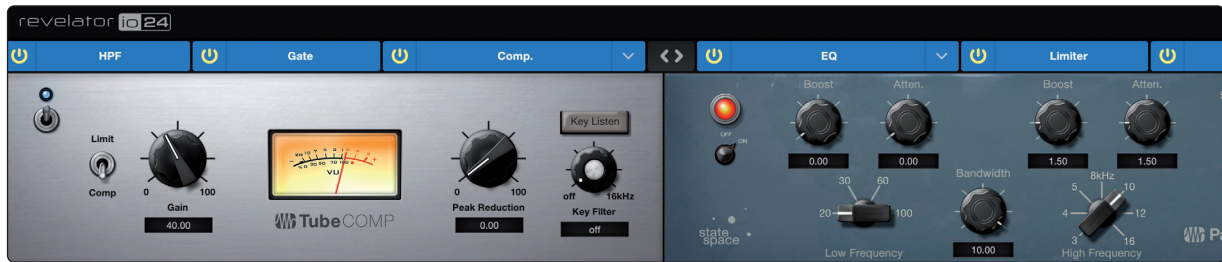 revelator io 24
HPF
Gate
Comp.
EQ
Limiter
Limit
Comp
0
100
Gain
40.00
VU
TubeCOMP
0
100
Peak Reduction
0.00
Key Listen
off
16kHz
Key Filter
off
OFF
ON
state
space
Boost
0.00
Atten.
0.00
20
30
60
100
Low Frequency
Bandwidth
10.00
Boost
1.50
Atten.
1.50
3
4
5
8kHz
10
12
16
High Frequency